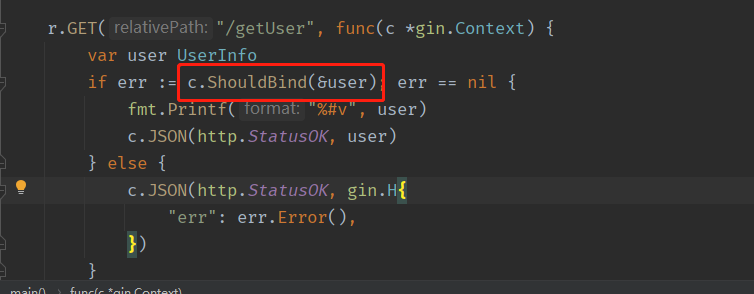 r.GET( relativePath: "/getUser", func(c *gin.Context) {
var user UserInfo
if err := c.ShouldBind(&user); err == nil {
fmt.Printf( format: "%#v", user)
c.JSON(http.StatusOK, user)
} else {
c.JSON(http.StatusOK, gin.H{
"err": err.Error(),
})
}
main() › func(c *gin.Context)